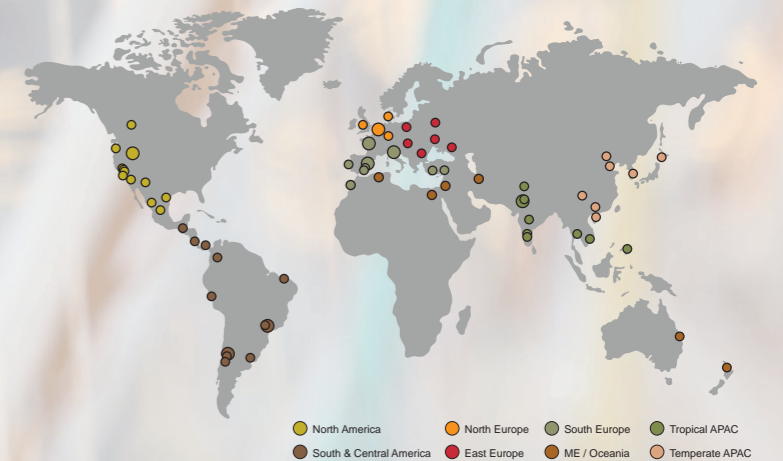 North America
North Europe
South Europe
Tropical APAC
South & Central America
East Europe
ME / Oceania
Temperate APAC